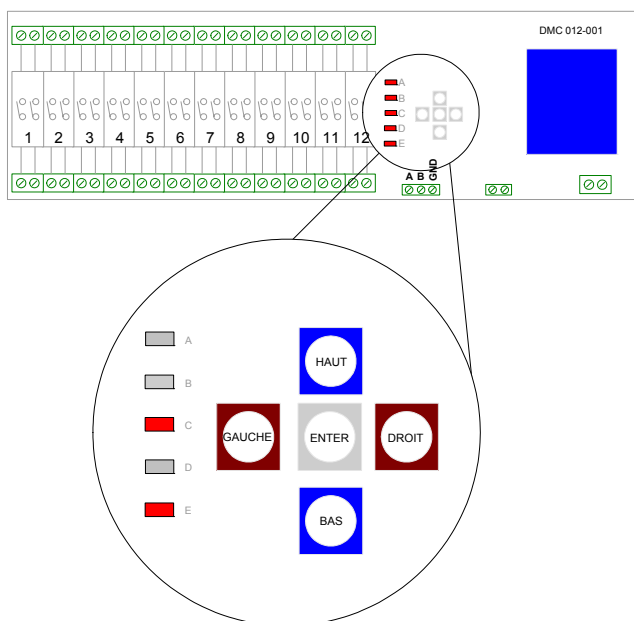 DMC 012-001
1 2 3 4 5 6 7 8 9 10 11 12
A
B
C
D
E
A B GND
A
B
C
D
E
HAUT
GAUCHE ENTER DROIT
BAS